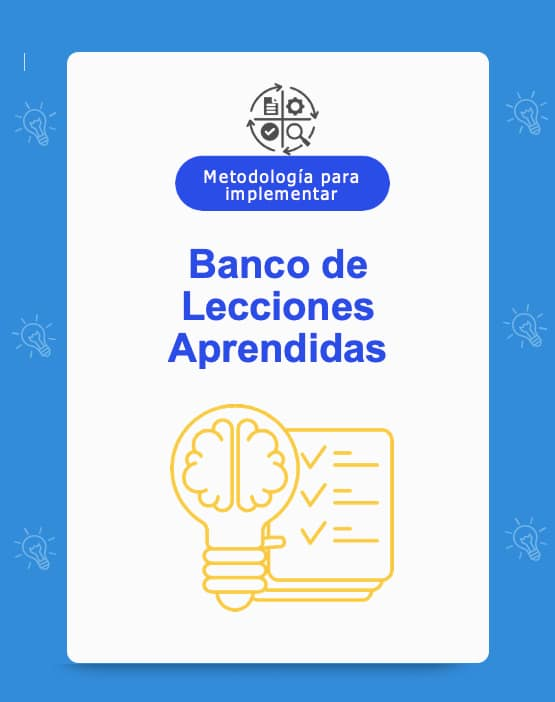 Metodología para
implementar
Banco de
Lecciones
Aprendidas